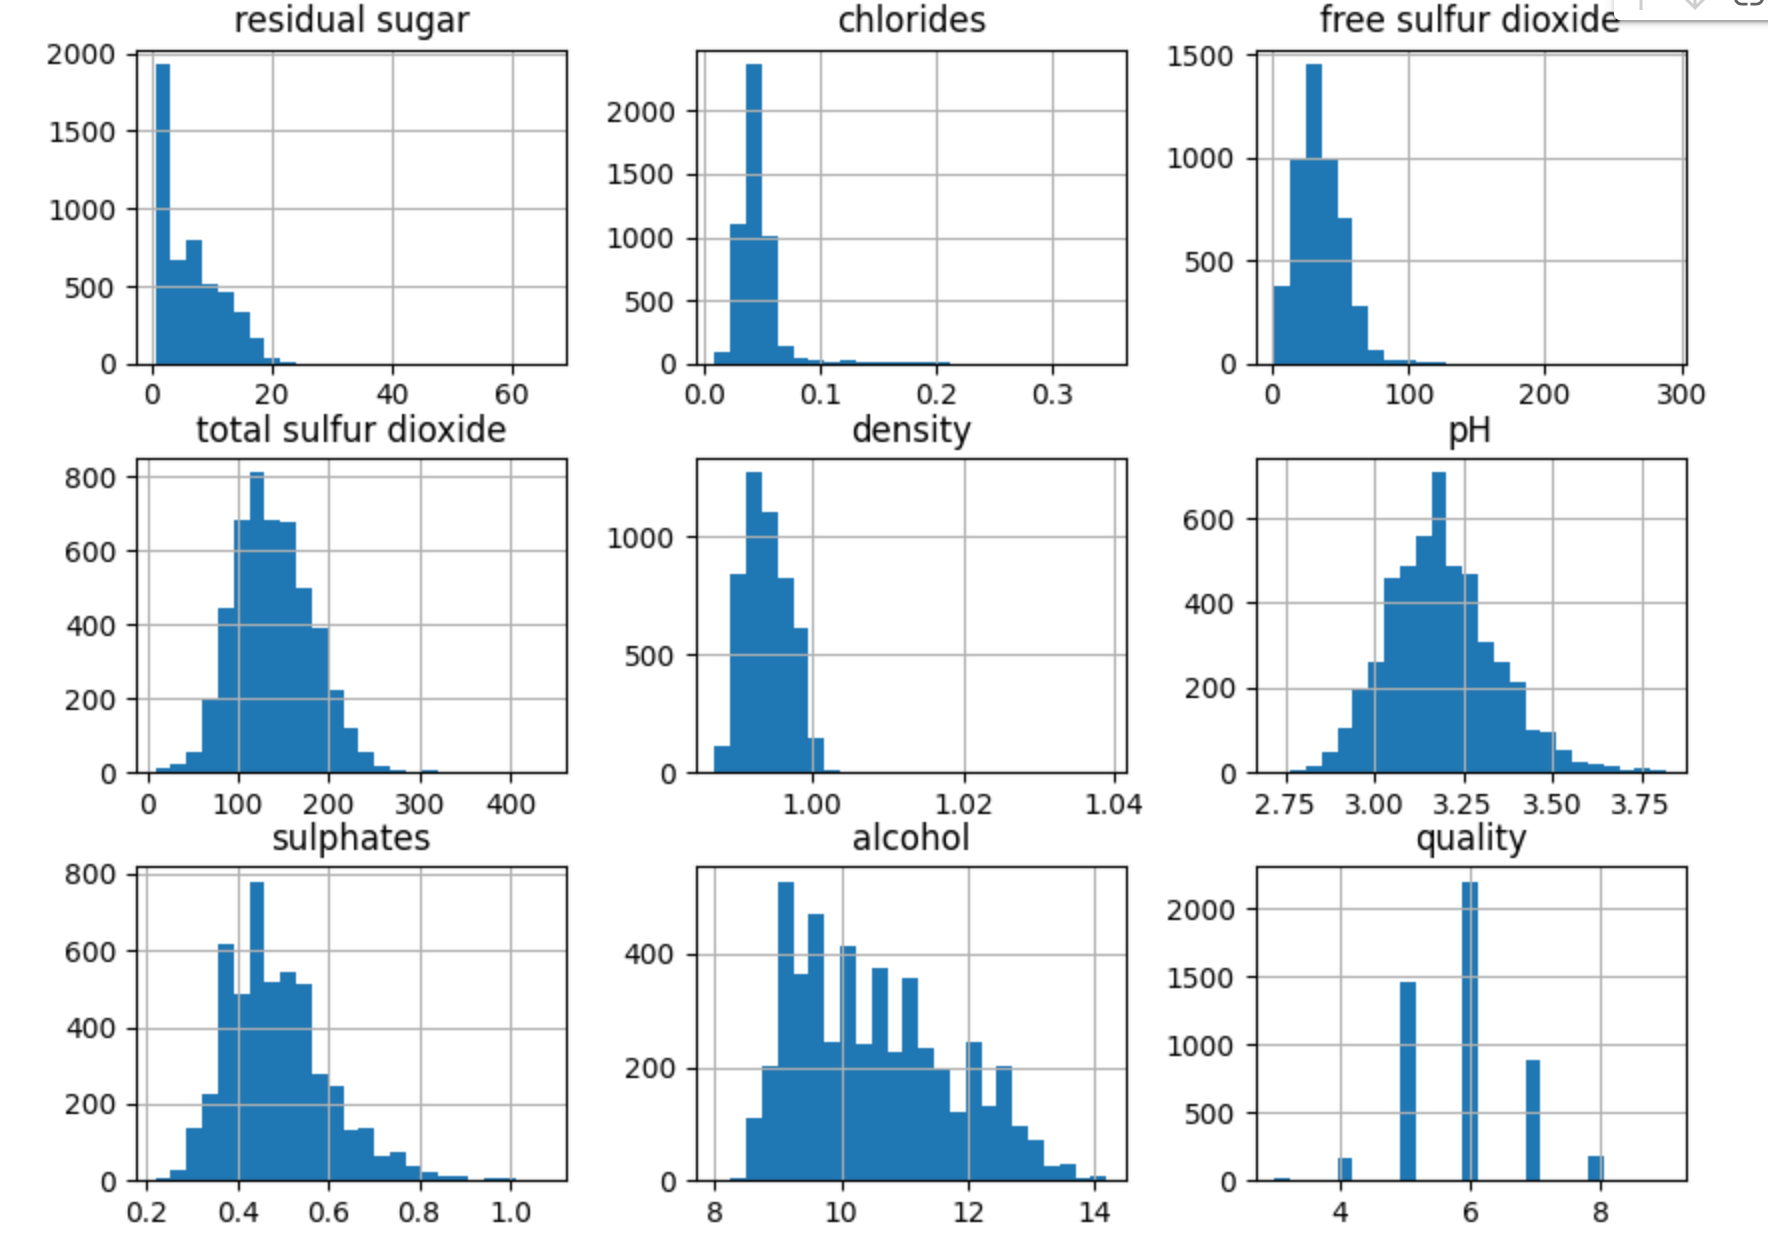 residual sugar
2000
1500
1000
500
0
0 20 40 60
chlorides
2000
1500
1000
500
0
0.0 0.1 0.2 0.3
free sulfur dioxide
1500
1000
500
0
0 100 200 300
total sulfur dioxide
800
600
400
200
0
0 100 200 300 400
density
1000
500
0
1.00 1.02 1.04
pH
600
400
200
0
2.75 3.00 3.25 3.50 3.75
sulphates
800
600
400
200
0
0.2 0.4 0.6 0.8 1.0
alcohol
400
200
0
8 10 12 14
quality
2000
1500
1000
500
0
4 6 8